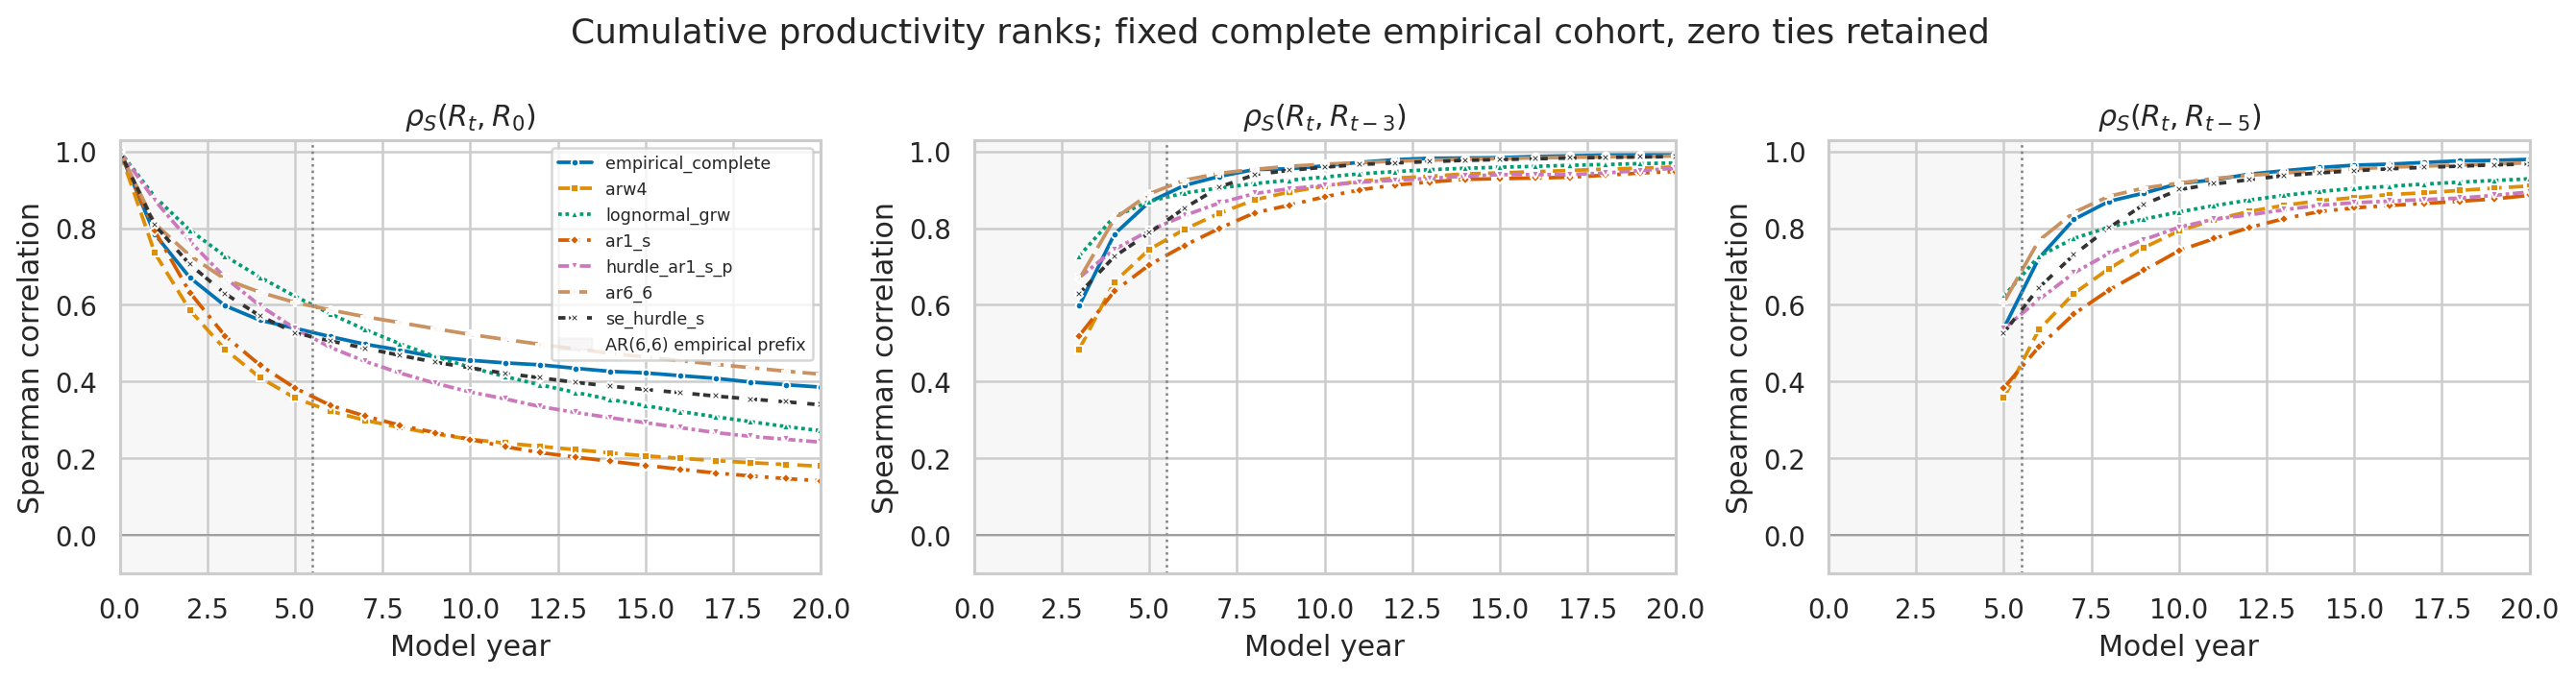 Cumulative productivity ranks; fixed complete empirical cohort, zero ties retained
ρS(Rt, R0)
1.0
0.8
0.6
0.4
0.2
0.0
Spearman correlation
empirical_complete
arw4
lognormal_grw
ar1_s
hurdle_ar1_s_p
ar6_6
se_hurdle_s
AR(6,6) empirical prefix
0.0 2.5 5.0 7.5 10.0 12.5 15.0 17.5 20.0
Model year
ρS(Rt, Rt−3)
1.0
0.8
0.6
0.4
0.2
0.0
Spearman correlation
0.0 2.5 5.0 7.5 10.0 12.5 15.0 17.5 20.0
Model year
ρS(Rt, Rt−5)
1.0
0.8
0.6
0.4
0.2
0.0
Spearman correlation
0.0 2.5 5.0 7.5 10.0 12.5 15.0 17.5 20.0
Model year